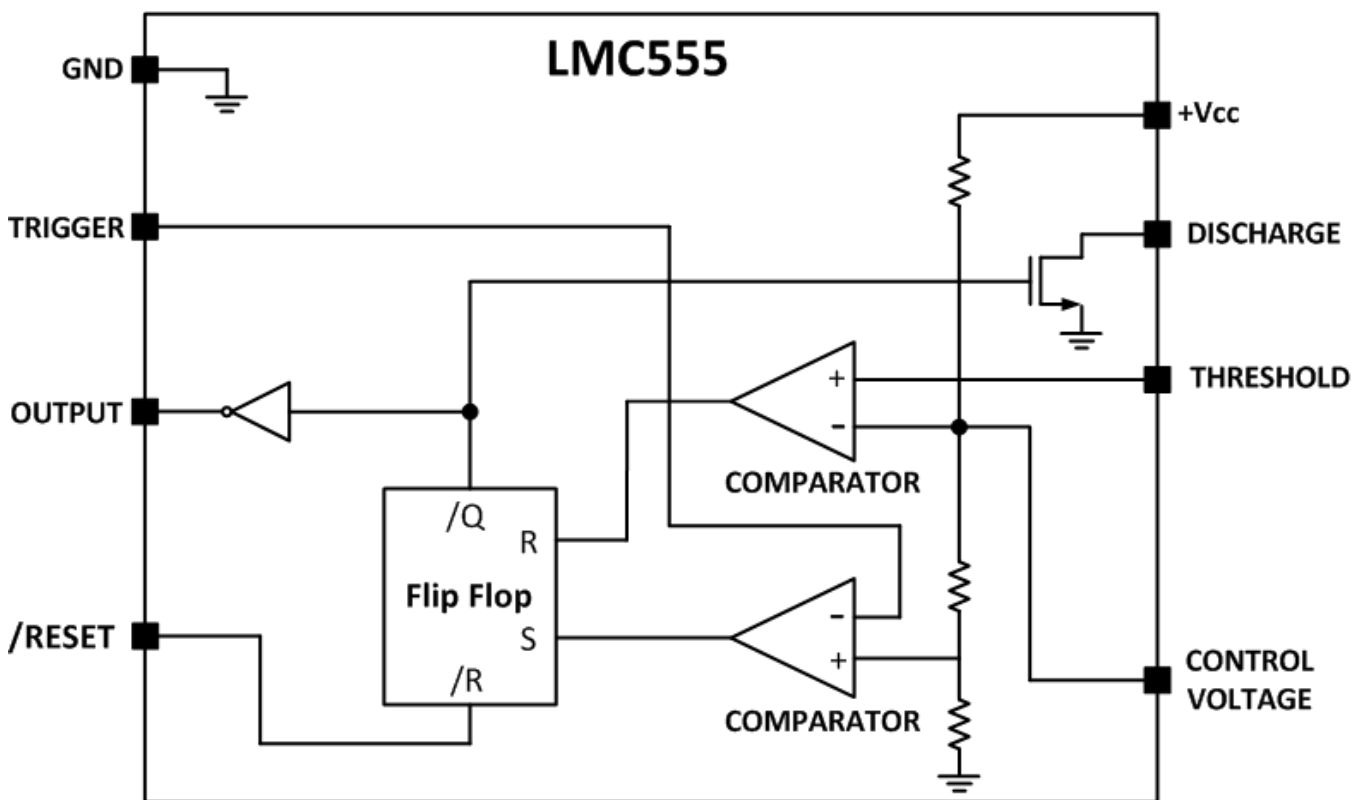 LMC555
GND
+Vcc
TRIGGER
DISCHARGE
+
THRESHOLD
OUTPUT
-
COMPARATOR
/Q
R
Flip Flop
-
S
/RESET
+
CONTROL
VOLTAGE
/R
COMPARATOR